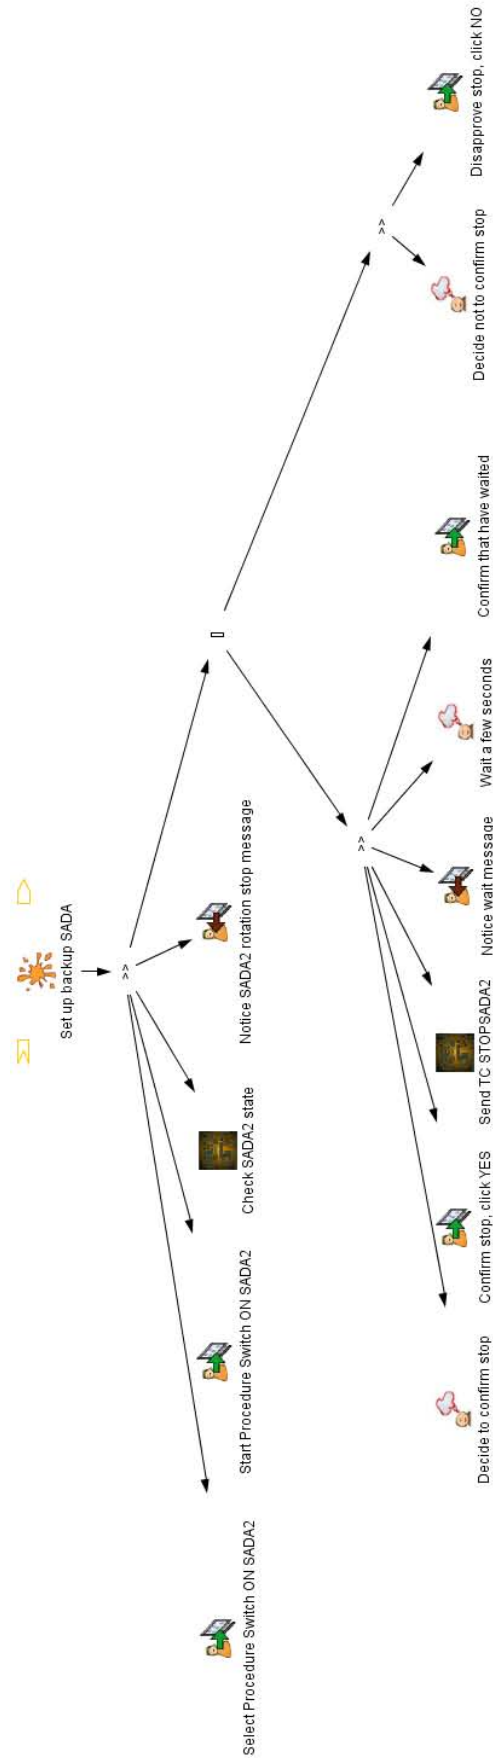 Set up backup SADA
>>
Select Procedure Switch ON SADA2
Start Procedure Switch ON SADA2
Check SADA2 state
Notice SADA2 rotation stop message
[]
>>
Decide to confirm stop
Confirm stop, click YES
Send TC STOPSADA2
Notice wait message
Wait a few seconds
Confirm that have waited
>>
Decide not to confirm stop
Disapprove stop, click NO